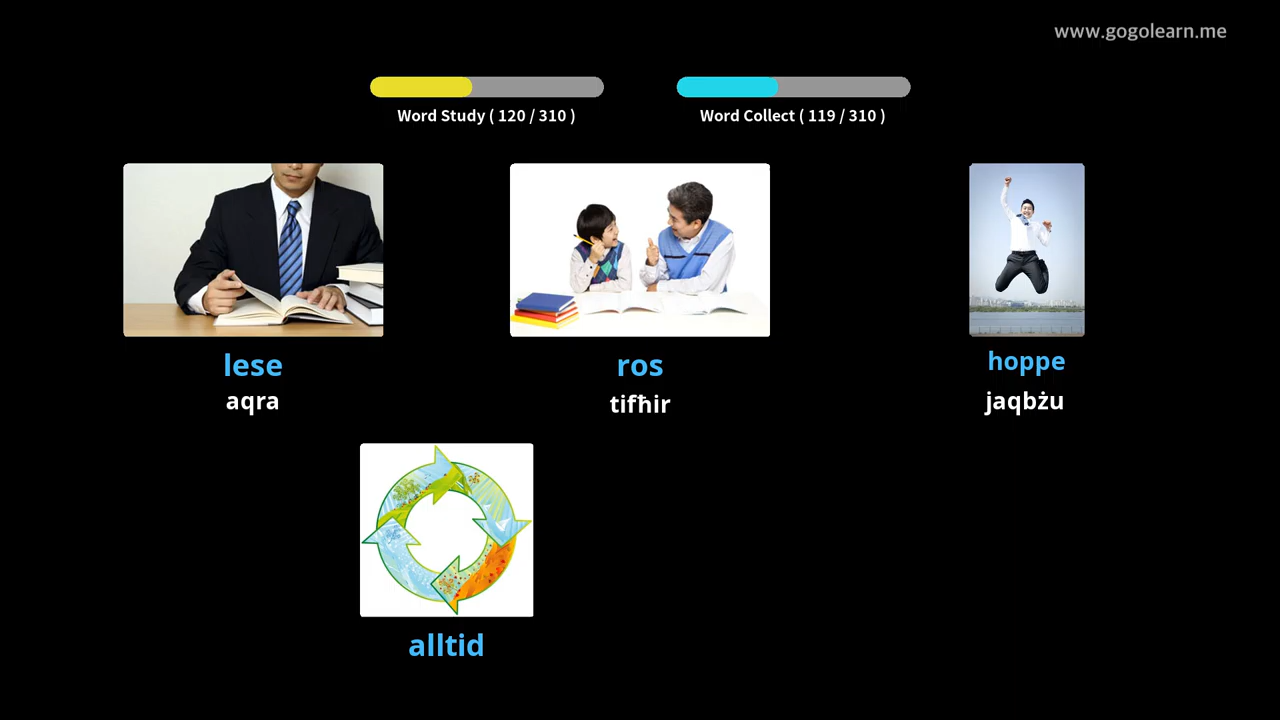 www.gogolearn.me
Word Study ( 120 / 310 )
Word Collect ( 119 / 310 )
lese
aqra
ros
tifħir
hoppe
jaqbżu
alltid